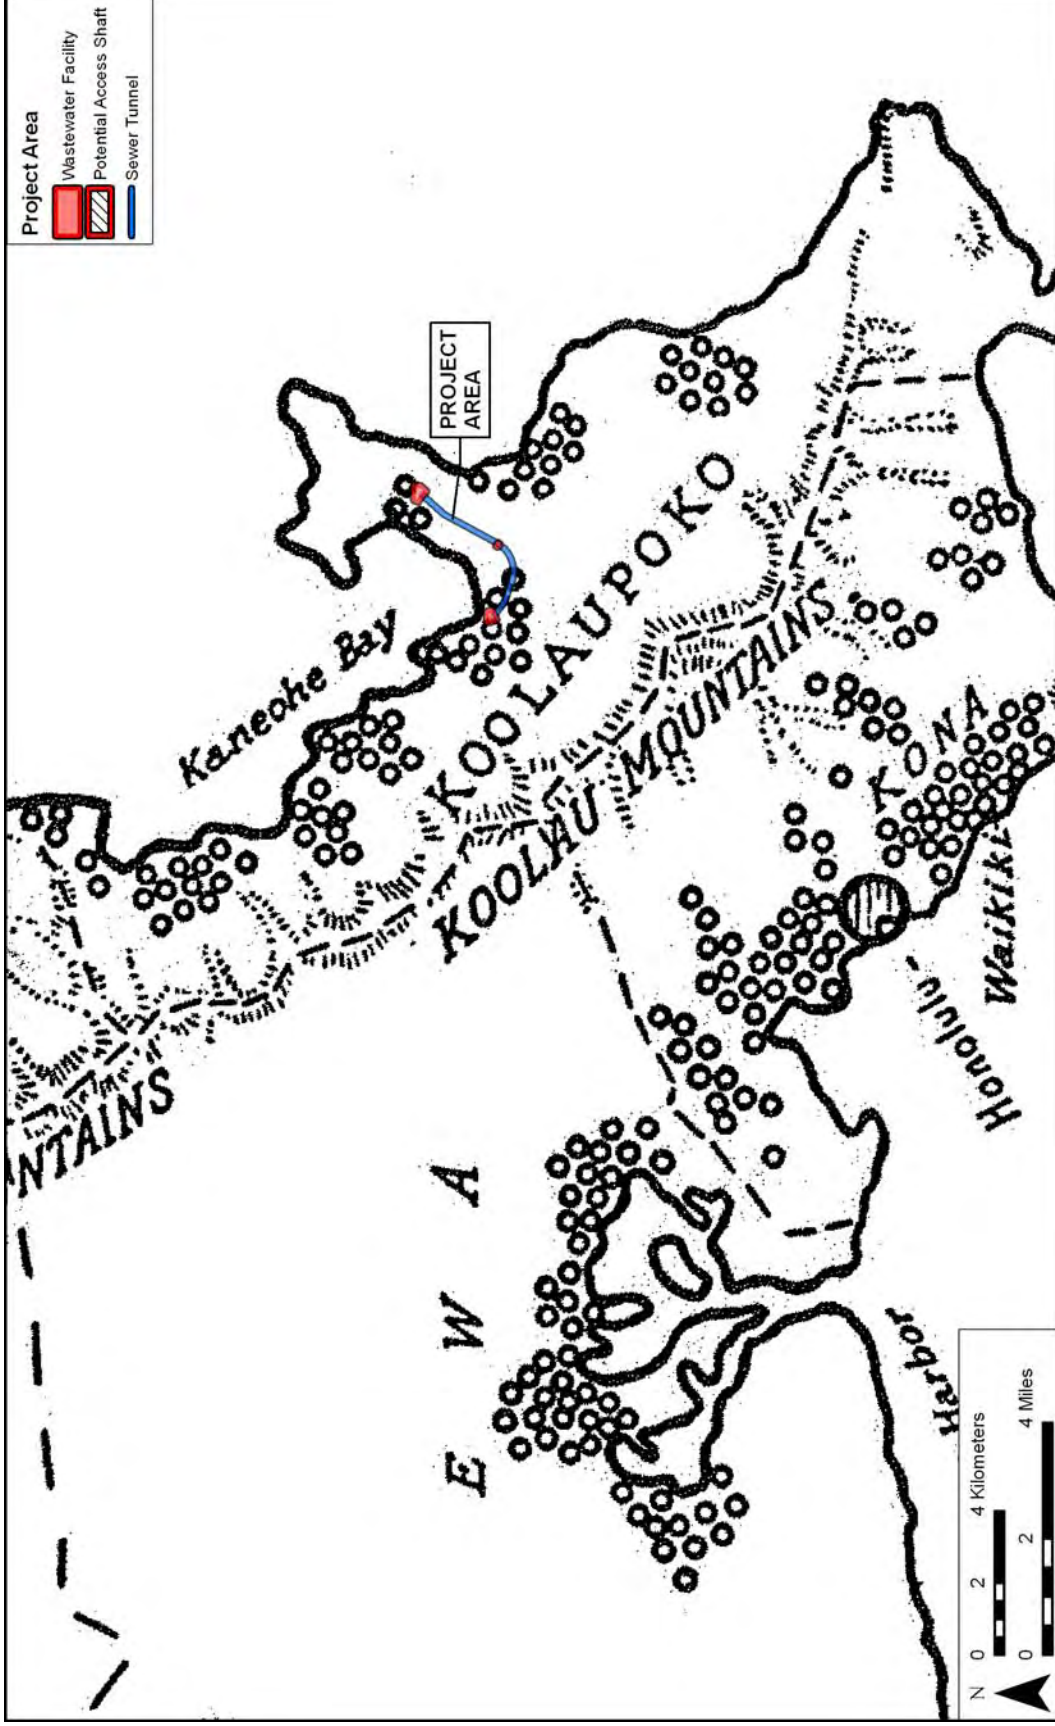 Project Area
Wastewater Facility
Potential Access Shaft
Sewer Tunnel
NTAINS
Kaneohe Bay
PROJECT
AREA
KOOLAUPOKO
KOOLAU MOUNTAINS
EWA
KONA
Honolulu
Waikiki
Harbor
N
0 2 4 Kilometers
0 2 4 Miles